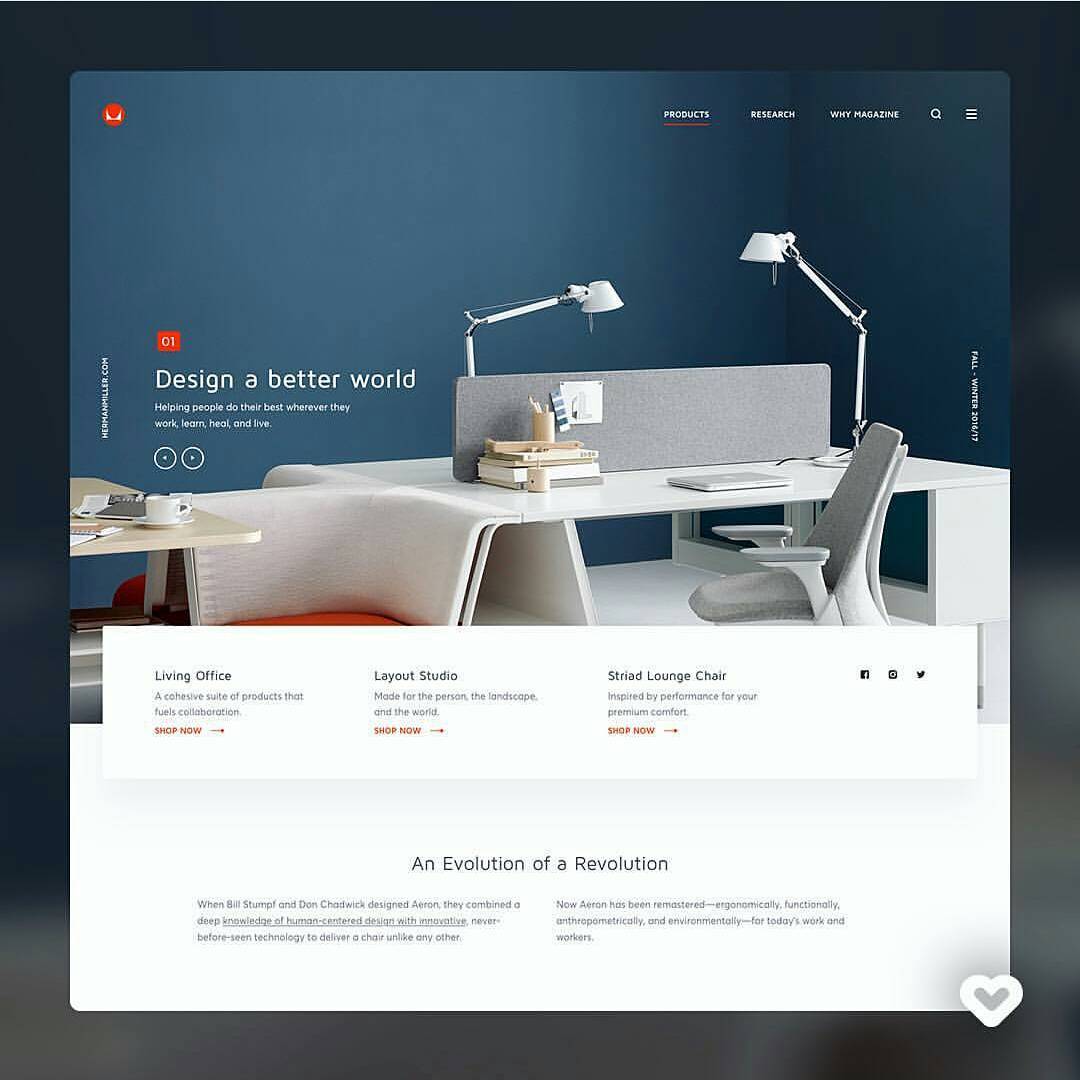 PRODUCTS
RESEARCH
WHY MAGAZINE
HERMANMILLER.COM
01
Design a better world
Helping people do their best wherever they
work, learn, heal, and live.
FALL - WINTER 2016/17
Living Office
A cohesive suite of products that
fuels collaboration.
SHOP NOW
Layout Studio
Made for the person, the landscape,
and the world.
SHOP NOW
Striad Lounge Chair
Inspired by performance for your
premium comfort.
SHOP NOW
An Evolution of a Revolution
When Bill Stumpf and Don Chadwick designed Aeron, they combined a
deep knowledge of human-centered design with innovative, never-
before-seen technology to deliver a chair unlike any other.
Now Aeron has been remastered—ergonomically, functionally,
anthropometrically, and environmentally—for today's work and
workers.